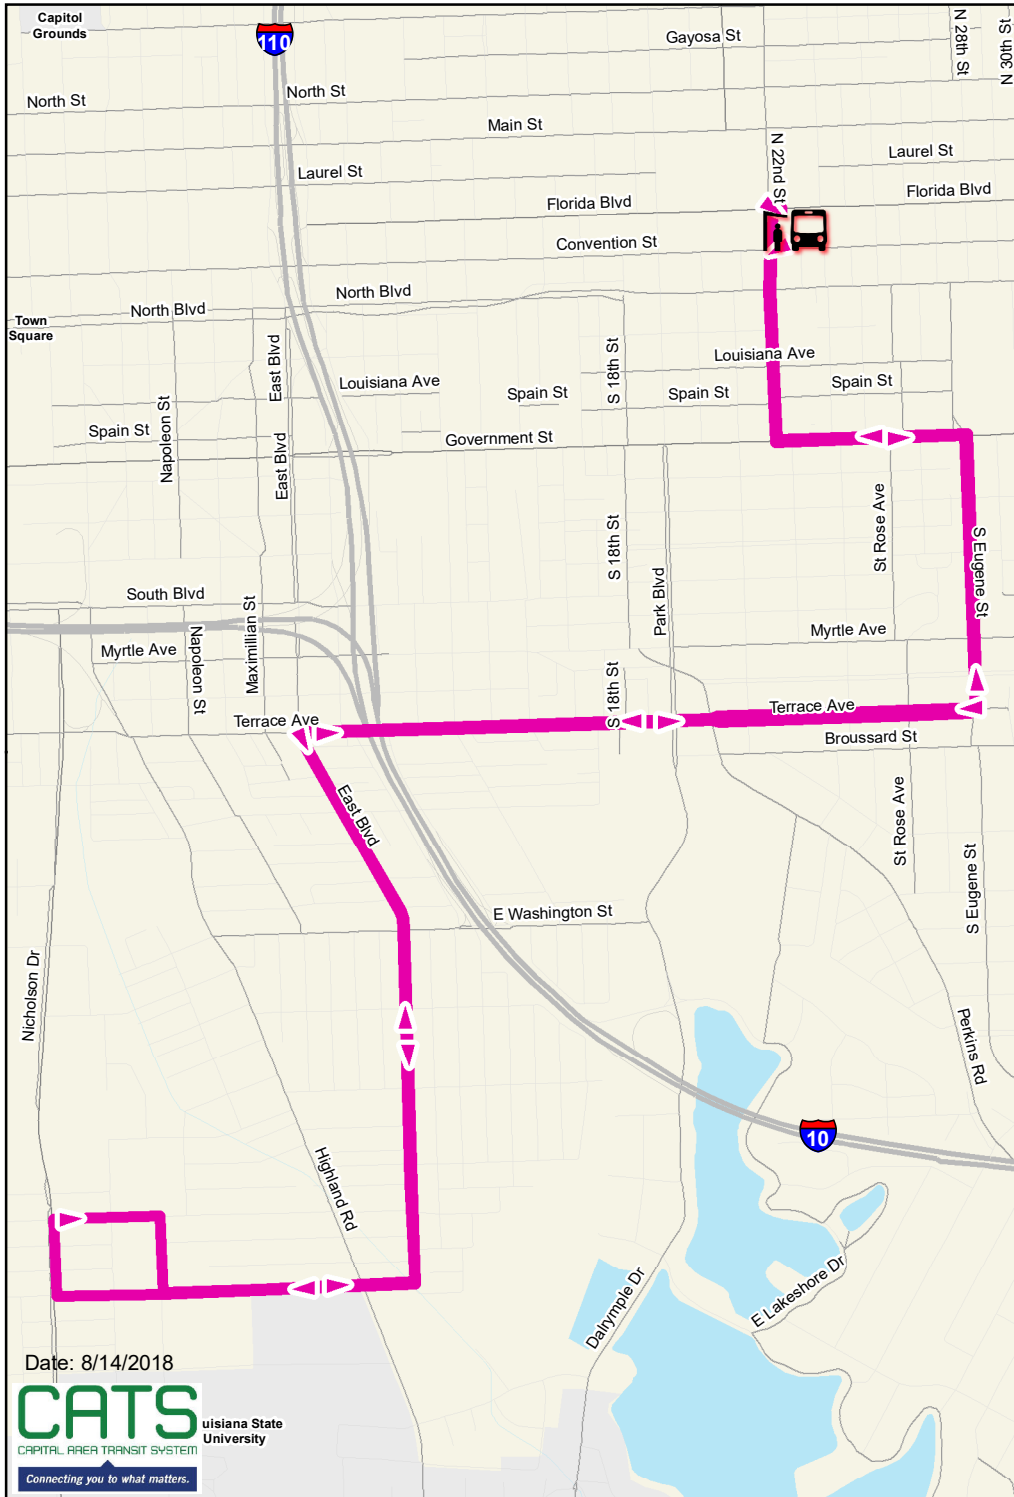 Capitol
Grounds
110
Gayosa St
N 28th St
N 30th St
North St
North St
Main St
Laurel St
N 22nd St
Laurel St
Florida Blvd
Florida Blvd
Convention St
North Blvd
North Blvd
Town
Square
East Blvd
Louisiana Ave
S 18th St
Louisiana Ave
Spain St
Spain St
Spain St
Napoleon St
Spain St
East Blvd
Government St
St Rose Ave
S 18th St
S Eugene St
Park Blvd
South Blvd
Maximillian St
Myrtle Ave
Myrtle Ave
Napoleon St
S 18th St
Terrace Ave
Terrace Ave
Broussard St
East Blvd
St Rose Ave
S Eugene St
E Washington St
Nicholson Dr
Perkins Rd
10
Highland Rd
E Lakeshore Dr
Dalrymple Dr
Date: 8/14/2018
CATS
CAPITAL AREA TRANSIT SYSTEM
Connecting you to what matters.
uisiana State
University